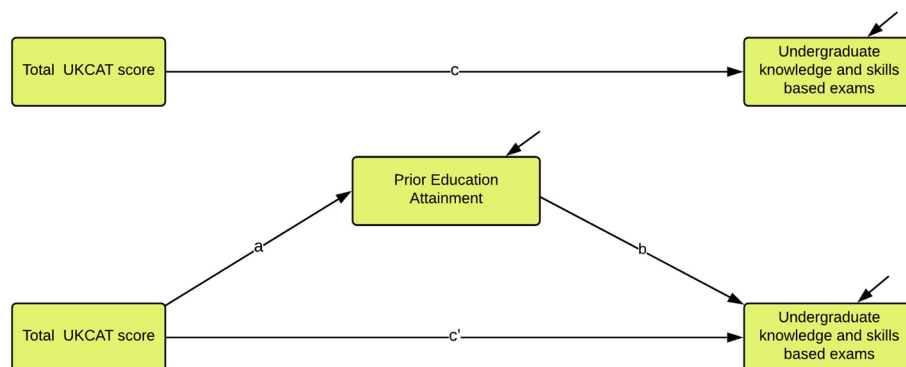 Total UKCAT score
c
Undergraduate
knowledge and skills
based exams
Prior Education
Attainment
a
b
Total UKCAT score
c'
Undergraduate
knowledge and skills
based exams